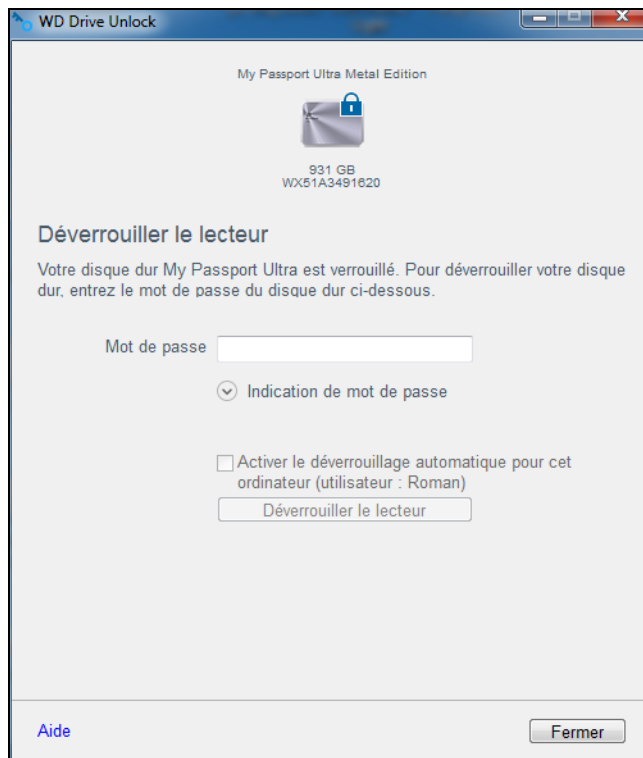 WD Drive Unlock
My Passport Ultra Metal Edition
931 GB
WX51A3491620
Déverrouiller le lecteur
Votre disque dur My Passport Ultra est verrouillé. Pour déverrouiller votre disque
dur, entrez le mot de passe du disque dur ci-dessous.
Mot de passe
Indication de mot de passe
Activer le déverrouillage automatique pour cet
ordinateur (utilisateur : Roman)
Déverrouiller le lecteur
Aide
Fermer